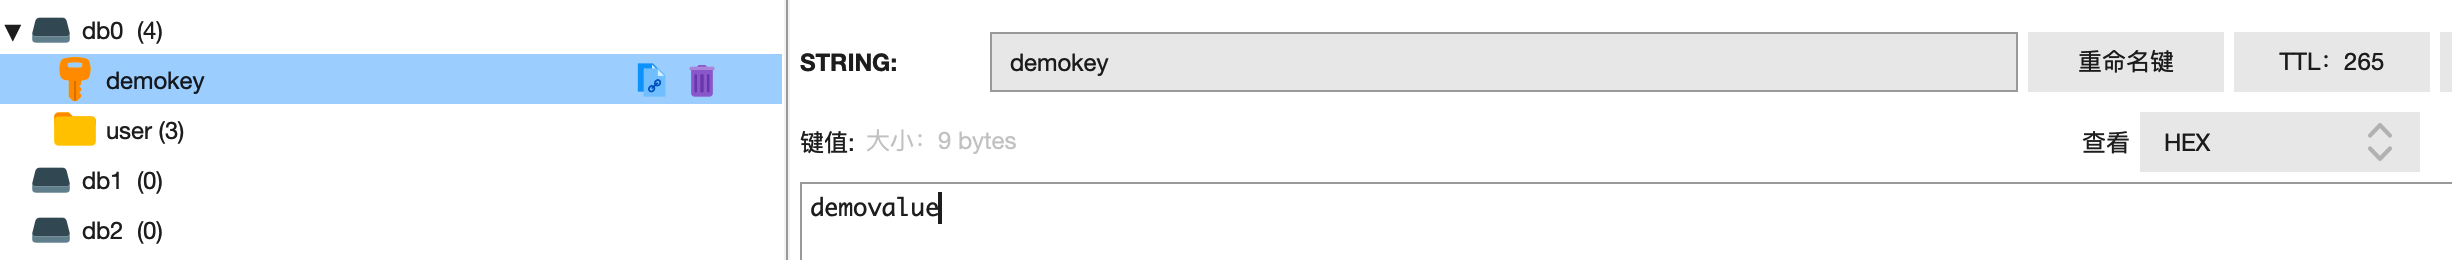 db0 (4)
demokey
user (3)
db1 (0)
db2 (0)
STRING: demokey 重命名键 TTL: 265
键值: 大小: 9 bytes 查看 HEX
demovalue